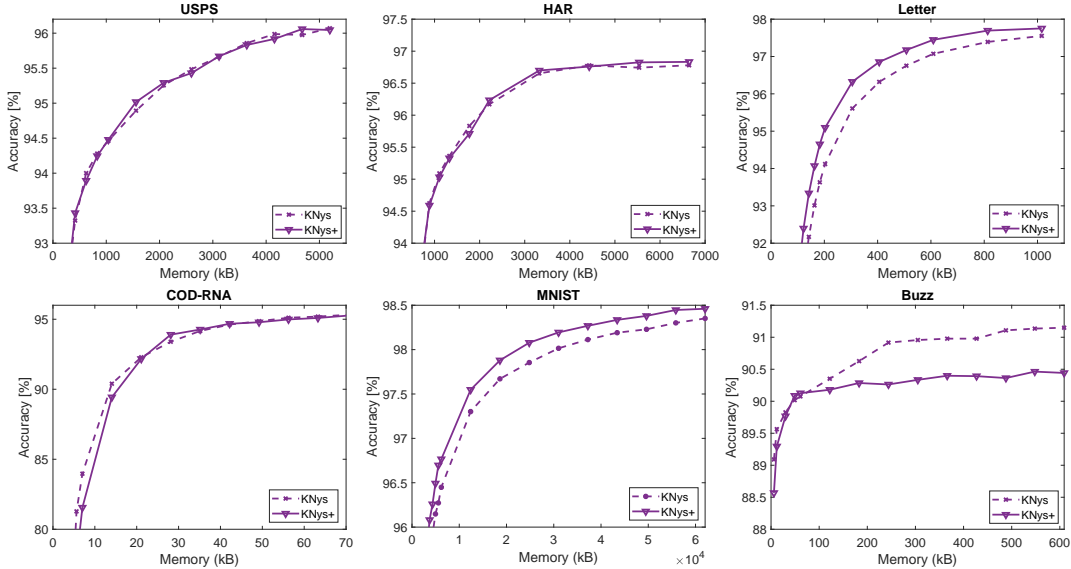 USPS
96
95.5
95
94.5
94
93.5
93
Accuracy [%]
KNys
KNys+
0 1000 2000 3000 4000 5000
Memory (kB)
HAR
97.5
97
96.5
96
95.5
95
94.5
94
Accuracy [%]
KNys
KNys+
1000 2000 3000 4000 5000 6000 7000
Memory (kB)
Letter
98
97
96
95
94
93
92
Accuracy [%]
KNys
KNys+
0 200 400 600 800 1000
Memory (kB)
COD-RNA
95
90
85
80
Accuracy [%]
KNys
KNys+
0 10 20 30 40 50 60 70
Memory (kB)
MNIST
98.5
98
97.5
97
96.5
96
Accuracy [%]
KNys
KNys+
0 1 2 3 4 5 6
×10⁴
Memory (kB)
Buzz
91.5
91
90.5
90
89.5
89
88.5
88
Accuracy [%]
KNys
KNys+
0 100 200 300 400 500 600
Memory (kB)